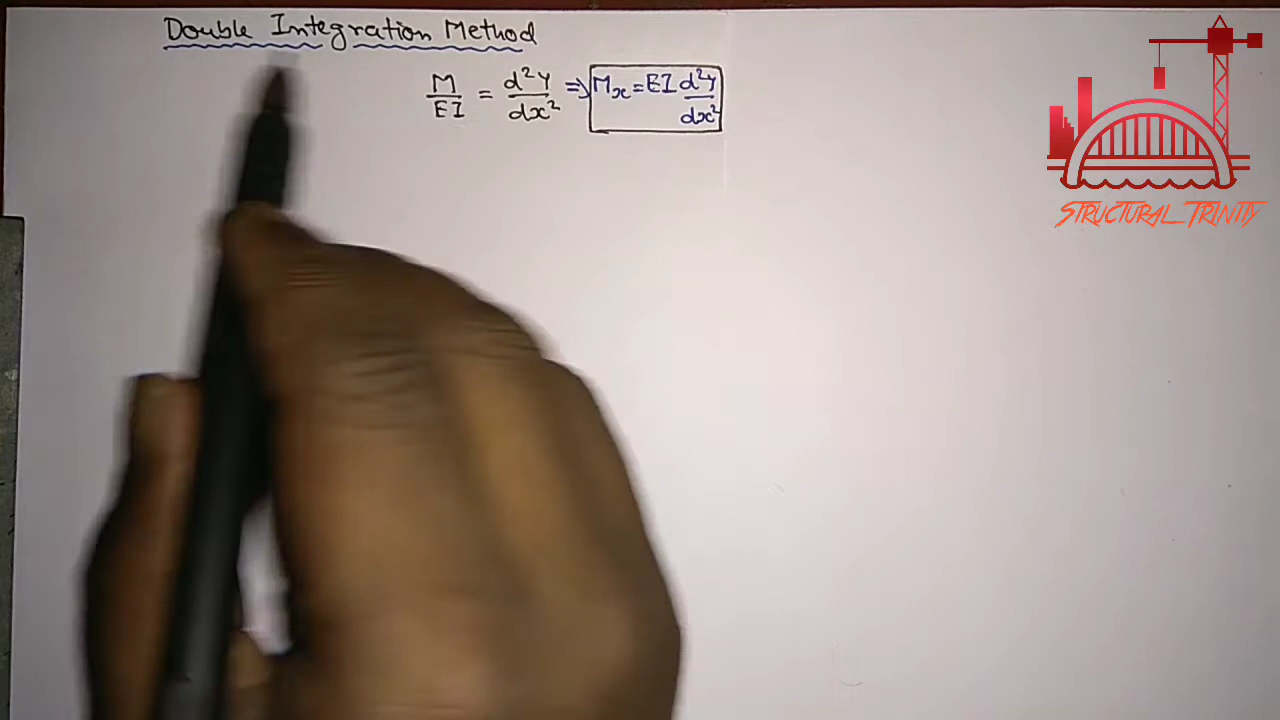 Double Integration Method
M/EI = d²y/dx² ⇒ Mx = EI d²y/dx²
STRUCTURAL_TRINITY